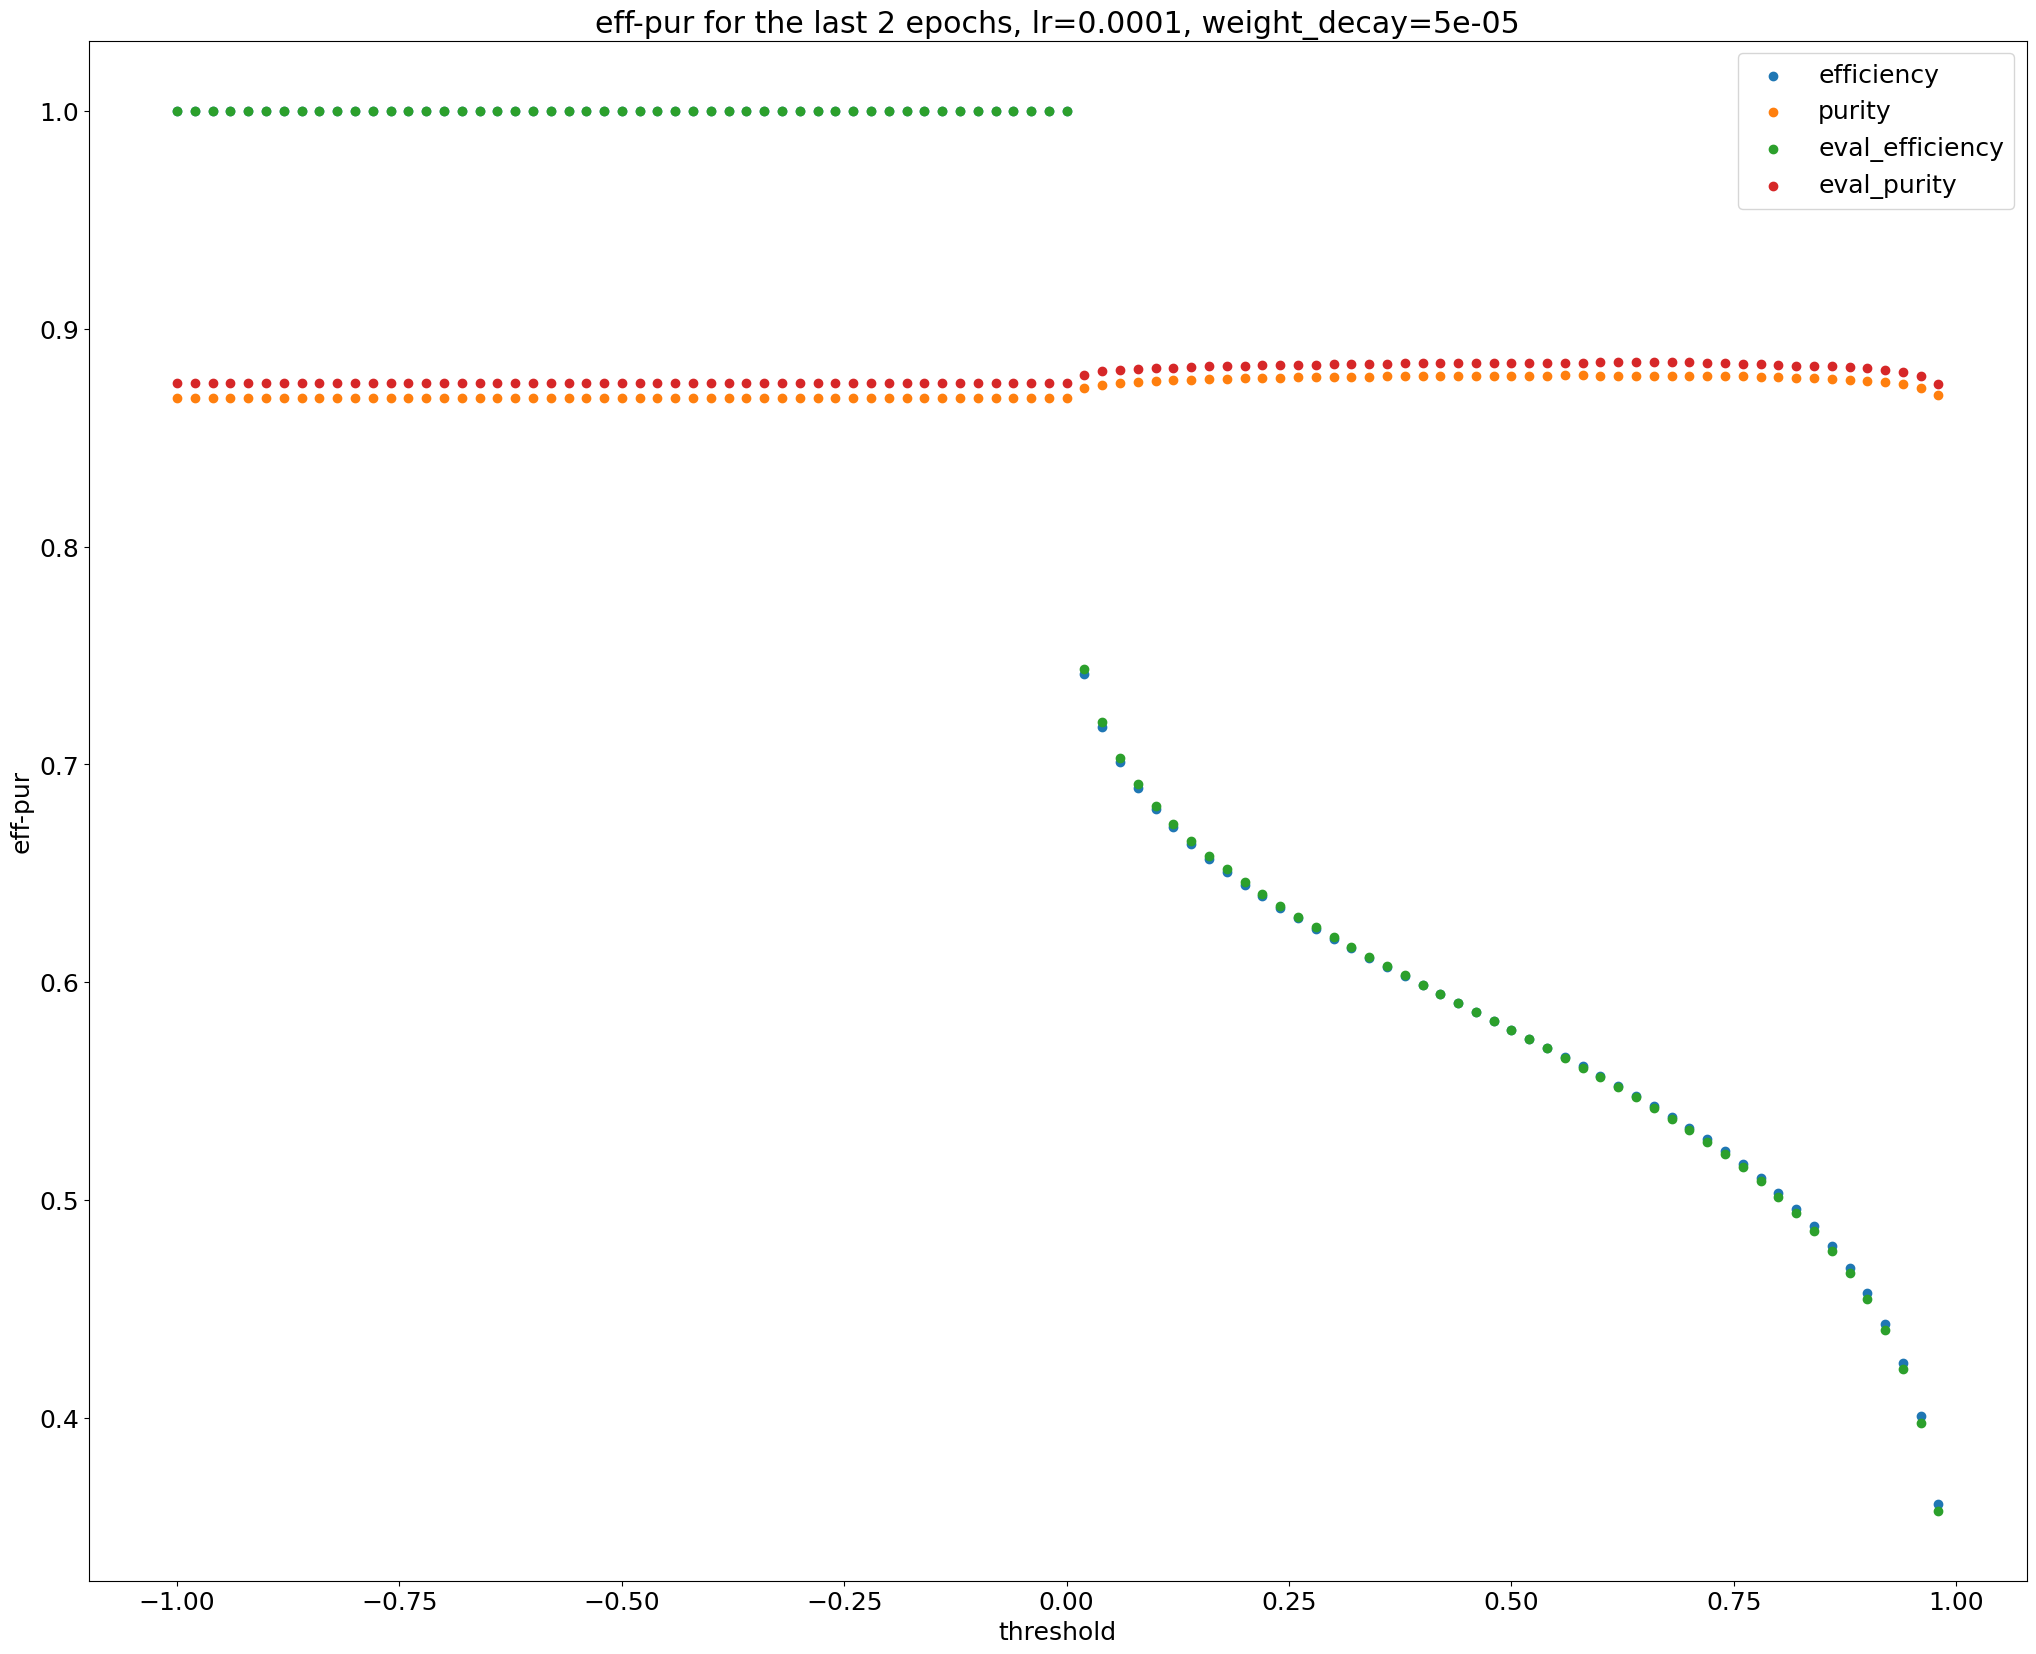 eff-pur for the last 2 epochs, lr=0.0001, weight_decay=5e-05
efficiency
purity
eval_efficiency
eval_purity
1.0
0.9
0.8
0.7
0.6
0.5
0.4
eff-pur
−1.00 −0.75 −0.50 −0.25 0.00 0.25 0.50 0.75 1.00
threshold